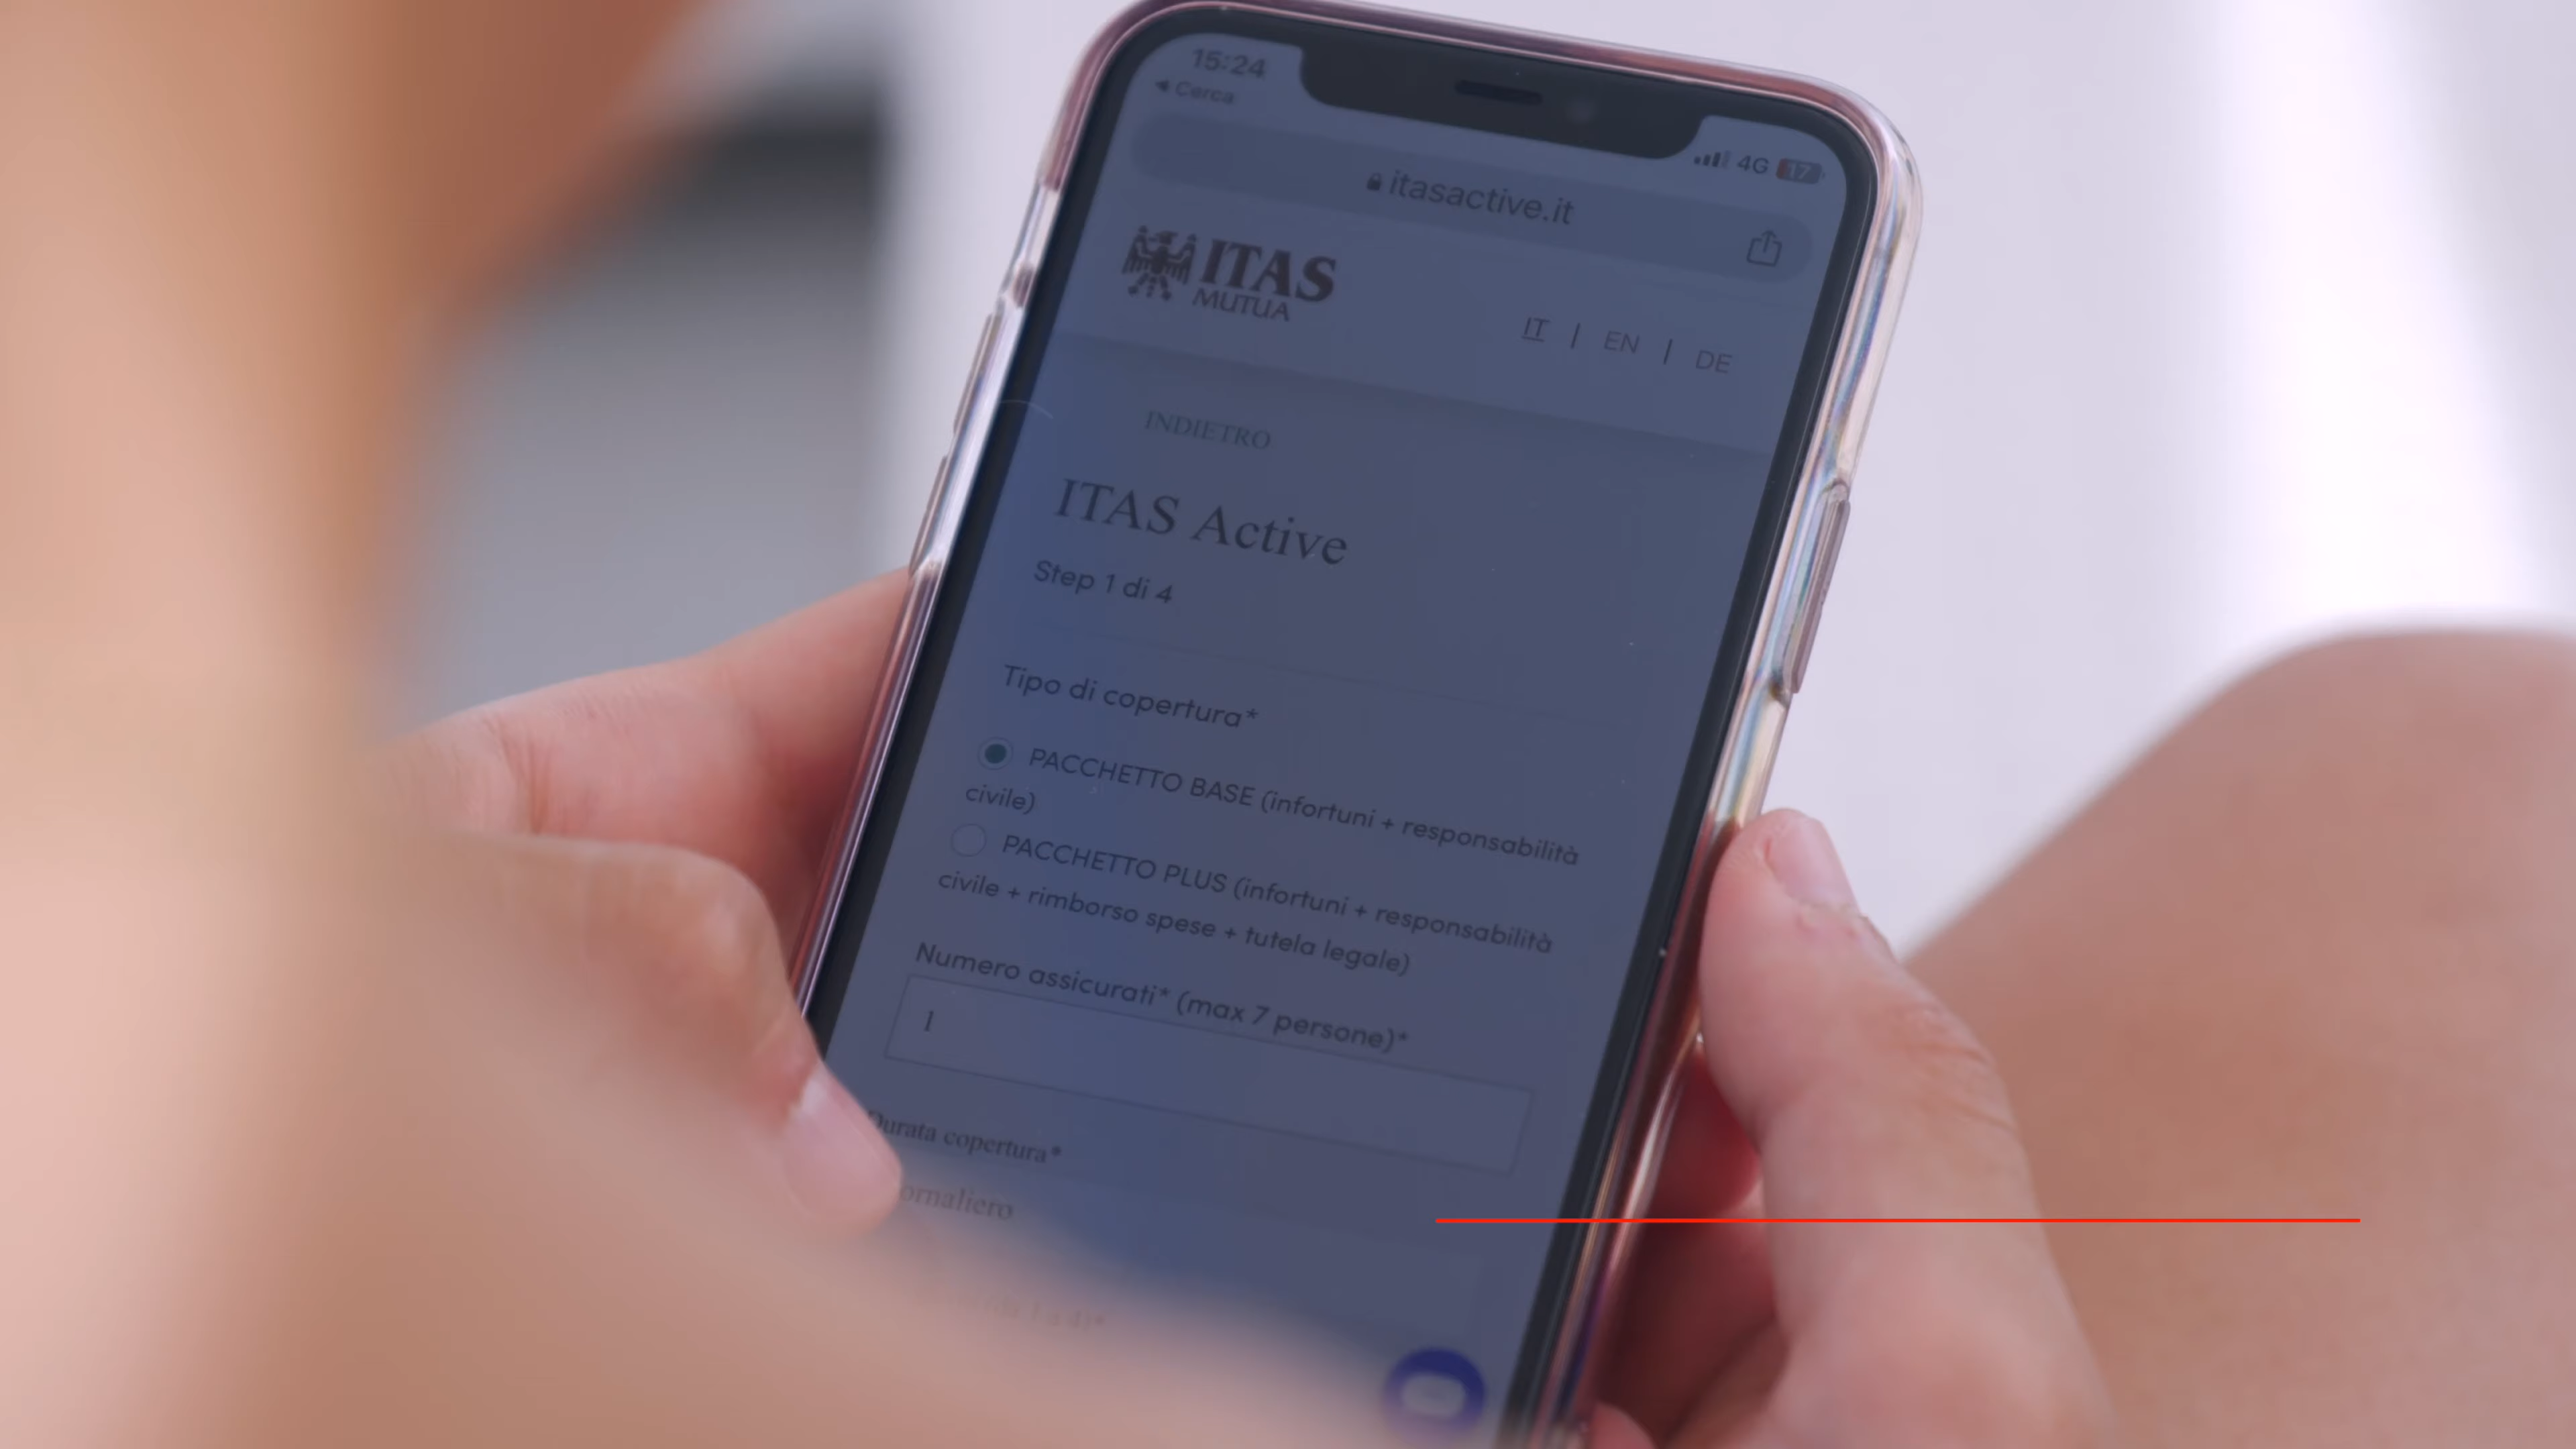 15:24
Cerca
4G 17
itasactive.it
ITAS
MUTUA
IT | EN | DE
INDIETRO
ITAS Active
Step 1 di 4
Tipo di copertura*
PACCHETTO BASE (infortuni + responsabilità
civile)
PACCHETTO PLUS (infortuni + responsabilità
civile + rimborso spese + tutela legale)
Numero assicurati* (max 7 persone)*
1
Durata copertura*